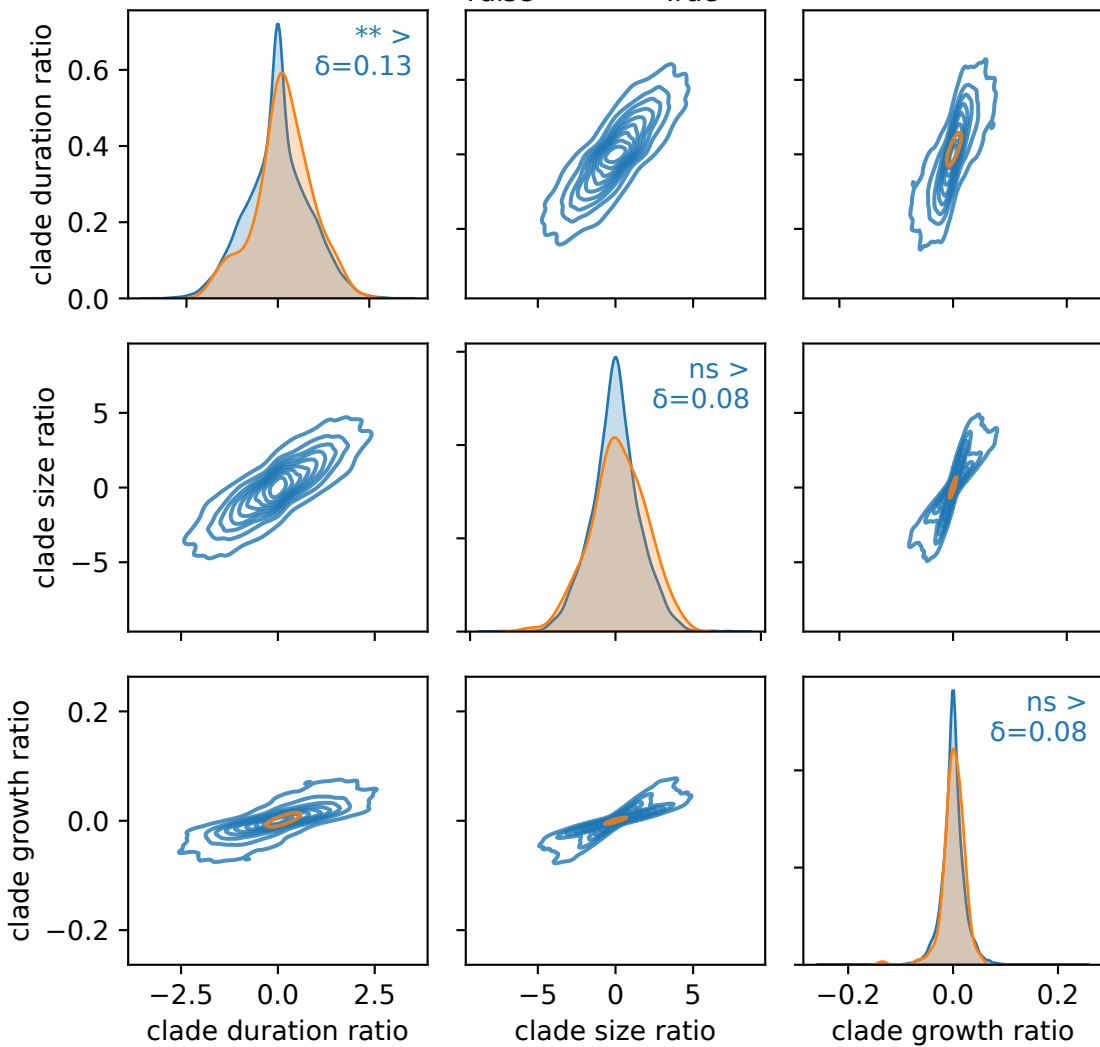 True
clade duration ratio
0.6
0.4
0.2
0.0
** >
δ=0.13
clade size ratio
5
0
−5
ns >
δ=0.08
clade growth ratio
0.2
0.0
−0.2
ns >
δ=0.08
−2.5 0.0 2.5
−5 0 5
−0.2 0.0 0.2
clade duration ratio
clade size ratio
clade growth ratio